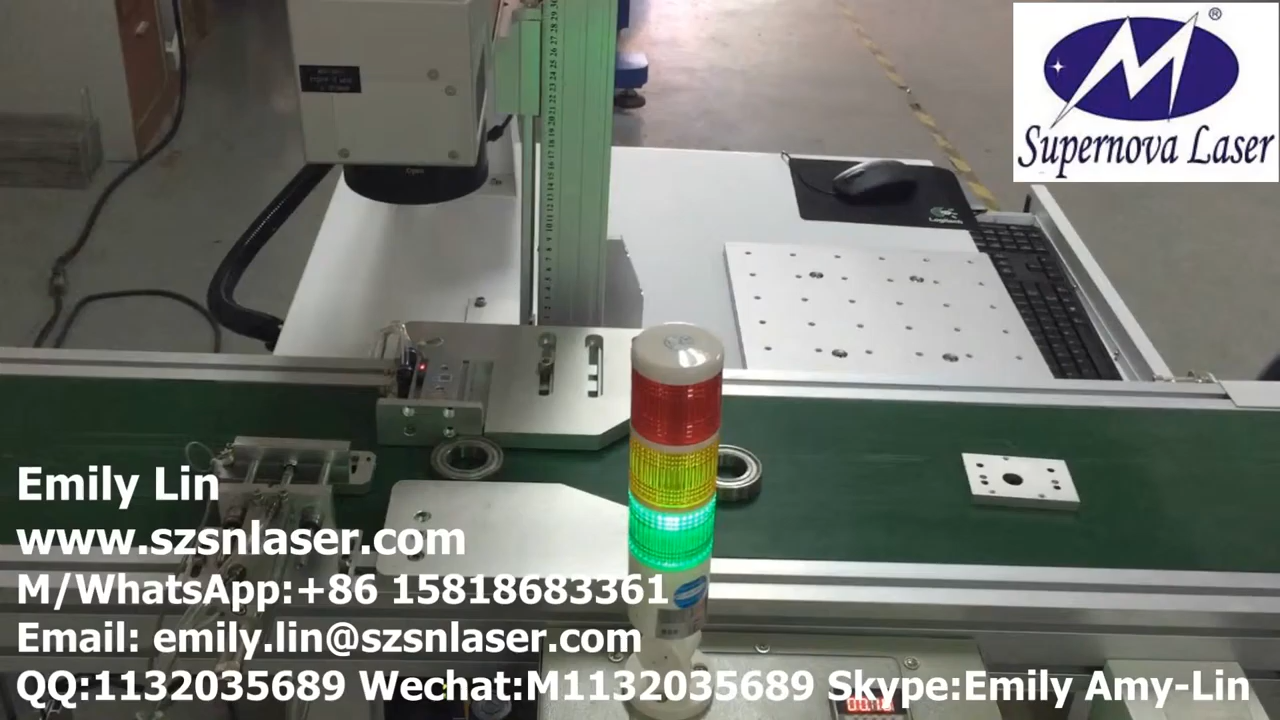 Supernova Laser
Logitech
Emily Lin
www.szsnlaser.com
M/WhatsApp:+86 15818683361
Email: emily.lin@szsnlaser.com
QQ:1132035689 Wechat:M1132035689 Skype:Emily Amy-Lin